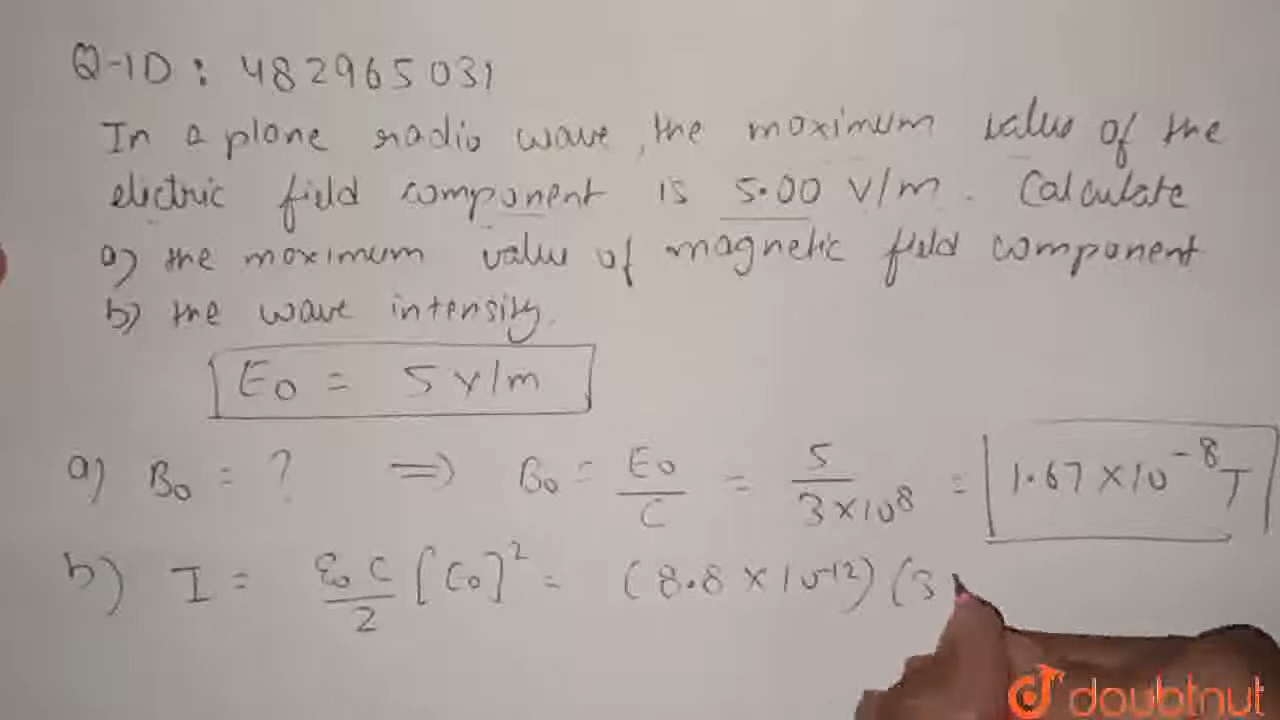 Q-ID : 482965031
In a plane radio wave, the maximum value of the
electric field component is 5.00 V/m. Calculate
a) the maximum value of magnetic field component
b) the wave intensity.
E0 = 5 V/m
a) B0 = ? => B0 = E0/C = 5/3×10^8 = 1.67 × 10^-8 T
b) I = ε0 C/2 [E0]^2 = (8.8 × 10^-12) (3
doubtnut